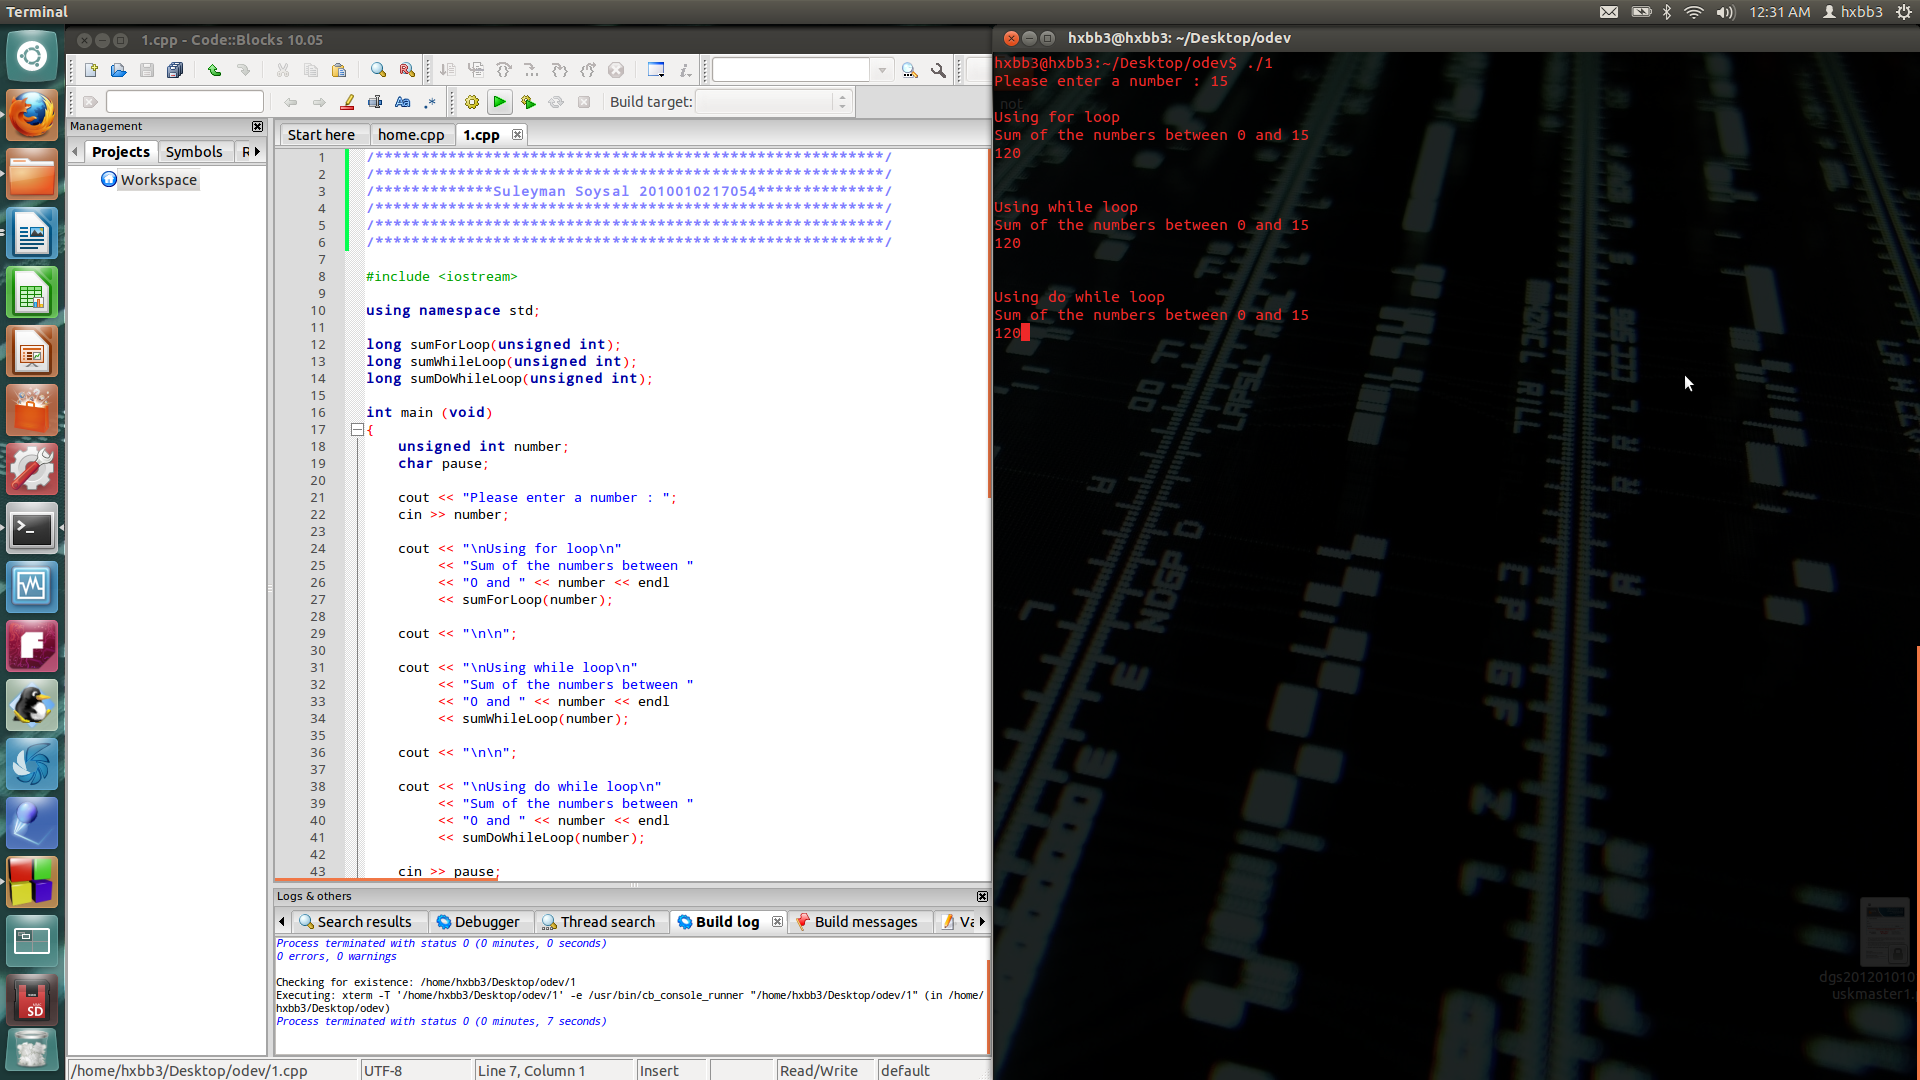 Terminal
12:31 AM hxbb3
1.cpp - Code::Blocks 10.05
Build target:
Management
Projects
Symbols
R
Workspace
Start here
home.cpp
1.cpp
1 /********************************************************/
2 /********************************************************/
3 /*************Suleyman Soysal 2010010217054**************/
4 /********************************************************/
5 /********************************************************/
6 /********************************************************/
7
8 #include <iostream>
9
10 using namespace std;
11
12 long sumForLoop(unsigned int);
13 long sumWhileLoop(unsigned int);
14 long sumDoWhileLoop(unsigned int);
15
16 int main (void)
17 {
18 unsigned int number;
19 char pause;
20
21 cout << "Please enter a number : ";
22 cin >> number;
23
24 cout << "\nUsing for loop\n"
25 << "Sum of the numbers between "
26 << "0 and " << number << endl
27 << sumForLoop(number);
28
29 cout << "\n\n";
30
31 cout << "\nUsing while loop\n"
32 << "Sum of the numbers between "
33 << "0 and " << number << endl
34 << sumWhileLoop(number);
35
36 cout << "\n\n";
37
38 cout << "\nUsing do while loop\n"
39 << "Sum of the numbers between "
40 << "0 and " << number << endl
41 << sumDoWhileLoop(number);
42
43 cin >> pause;
Logs & others
Search results
Debugger
Thread search
Build log
Build messages
Va
Process terminated with status 0 (0 minutes, 0 seconds)
0 errors, 0 warnings
Checking for existence: /home/hxbb3/Desktop/odev/1
Executing: xterm -T '/home/hxbb3/Desktop/odev/1' -e /usr/bin/cb_console_runner "/home/hxbb3/Desktop/odev/1" (in /home/
hxbb3/Desktop/odev)
Process terminated with status 0 (0 minutes, 7 seconds)
/home/hxbb3/Desktop/odev/1.cpp
UTF-8
Line 7, Column 1
Insert
Read/Write
default
hxbb3@hxbb3: ~/Desktop/odev
hxbb3@hxbb3:~/Desktop/odev$ ./1
Please enter a number : 15
not
Using for loop
Sum of the numbers between 0 and 15
120
Using while loop
Sum of the numbers between 0 and 15
120
Using do while loop
Sum of the numbers between 0 and 15
120
dgs201201010
uskmaster1.
SD